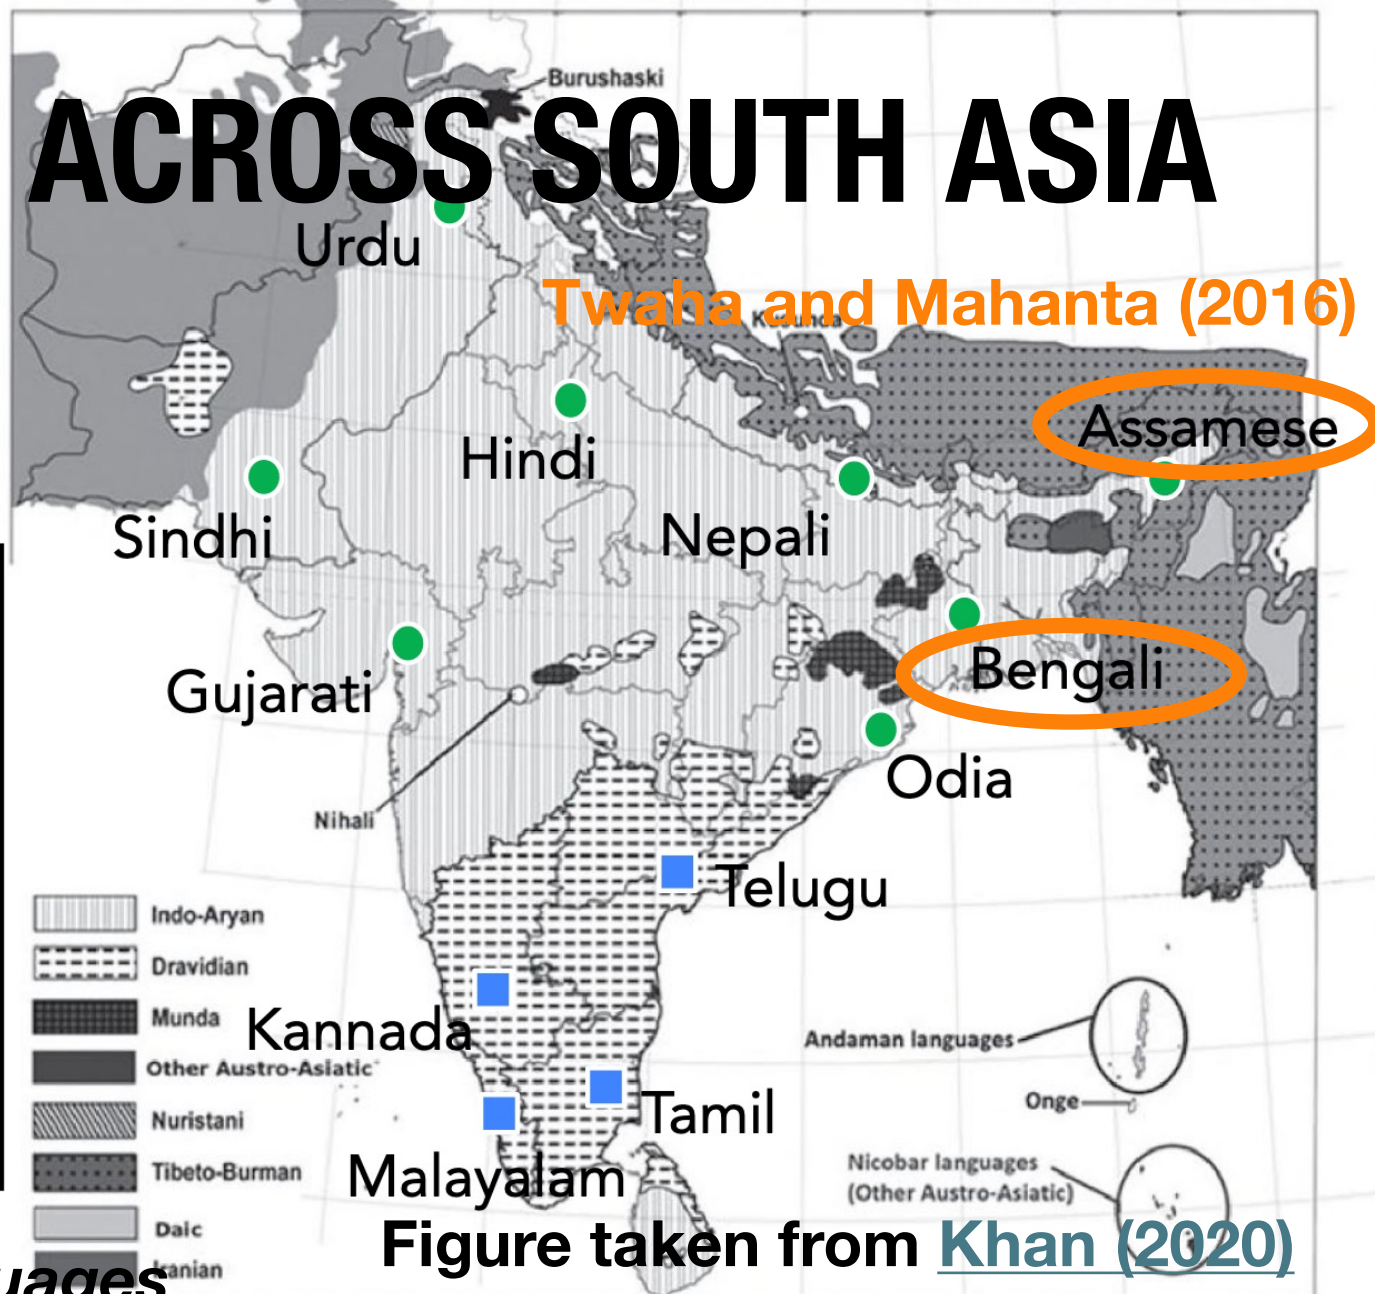 Burushaski
ACROSS SOUTH ASIA
Urdu
Twaha and Mahanta (2016)
Assamese
Hindi
Sindhi
Nepali
Bengali
Gujarati
Odia
Nihali
Telugu
Indo-Aryan
Dravidian
Munda
Kannada
Other Austro-Asiatic
Andaman languages
Nuristani
Tamil
Onge
Tibeto-Burman
Malayalam
Nicobar languages
(Other Austro-Asiatic)
Daic
Figure taken from Khan (2020)
Iranian